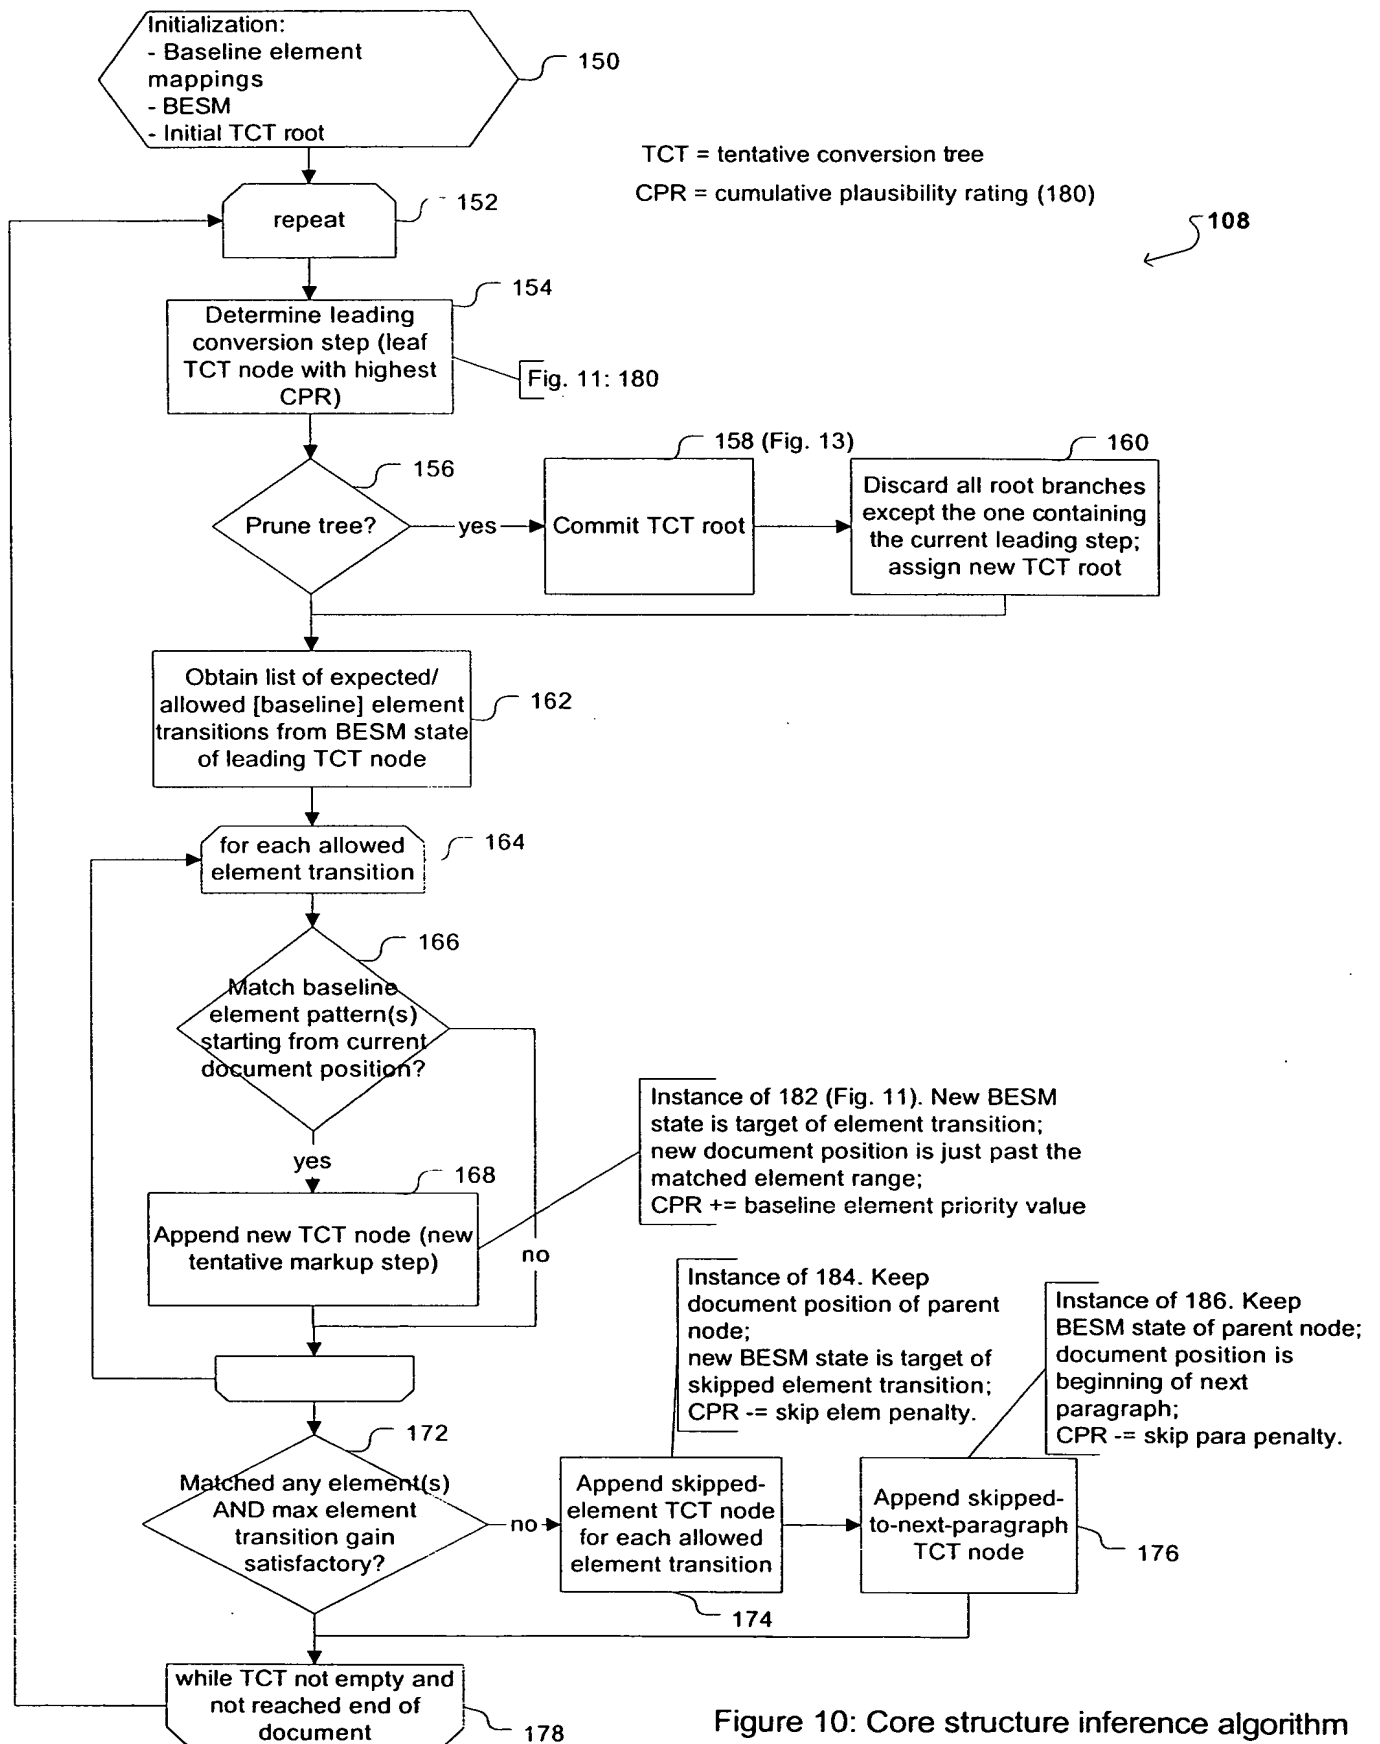 Initialization:
- Baseline element
mappings
- BESM
- Initial TCT root
150
TCT = tentative conversion tree
CPR = cumulative plausibility rating (180)
108
repeat
152
154
Determine leading
conversion step (leaf
TCT node with highest
CPR)
Fig. 11: 180
156
Prune tree?
yes
158 (Fig. 13)
Commit TCT root
160
Discard all root branches
except the one containing
the current leading step;
assign new TCT root
Obtain list of expected/
allowed [baseline] element
transitions from BESM state
of leading TCT node
162
for each allowed
element transition
164
166
Match baseline
element pattern(s)
starting from current
document position?
yes
no
168
Append new TCT node (new
tentative markup step)
Instance of 182 (Fig. 11). New BESM
state is target of element transition;
new document position is just past the
matched element range;
CPR += baseline element priority value
Instance of 184. Keep
document position of parent
node;
new BESM state is target of
skipped element transition;
CPR -= skip elem penalty.
Instance of 186. Keep
BESM state of parent node;
document position is
beginning of next
paragraph;
CPR -= skip para penalty.
172
Matched any element(s)
AND max element
transition gain
satisfactory?
no
Append skipped-
element TCT node
for each allowed
element transition
174
Append skipped-
to-next-paragraph
TCT node
176
while TCT not empty and
not reached end of
document
178
Figure 10: Core structure inference algorithm